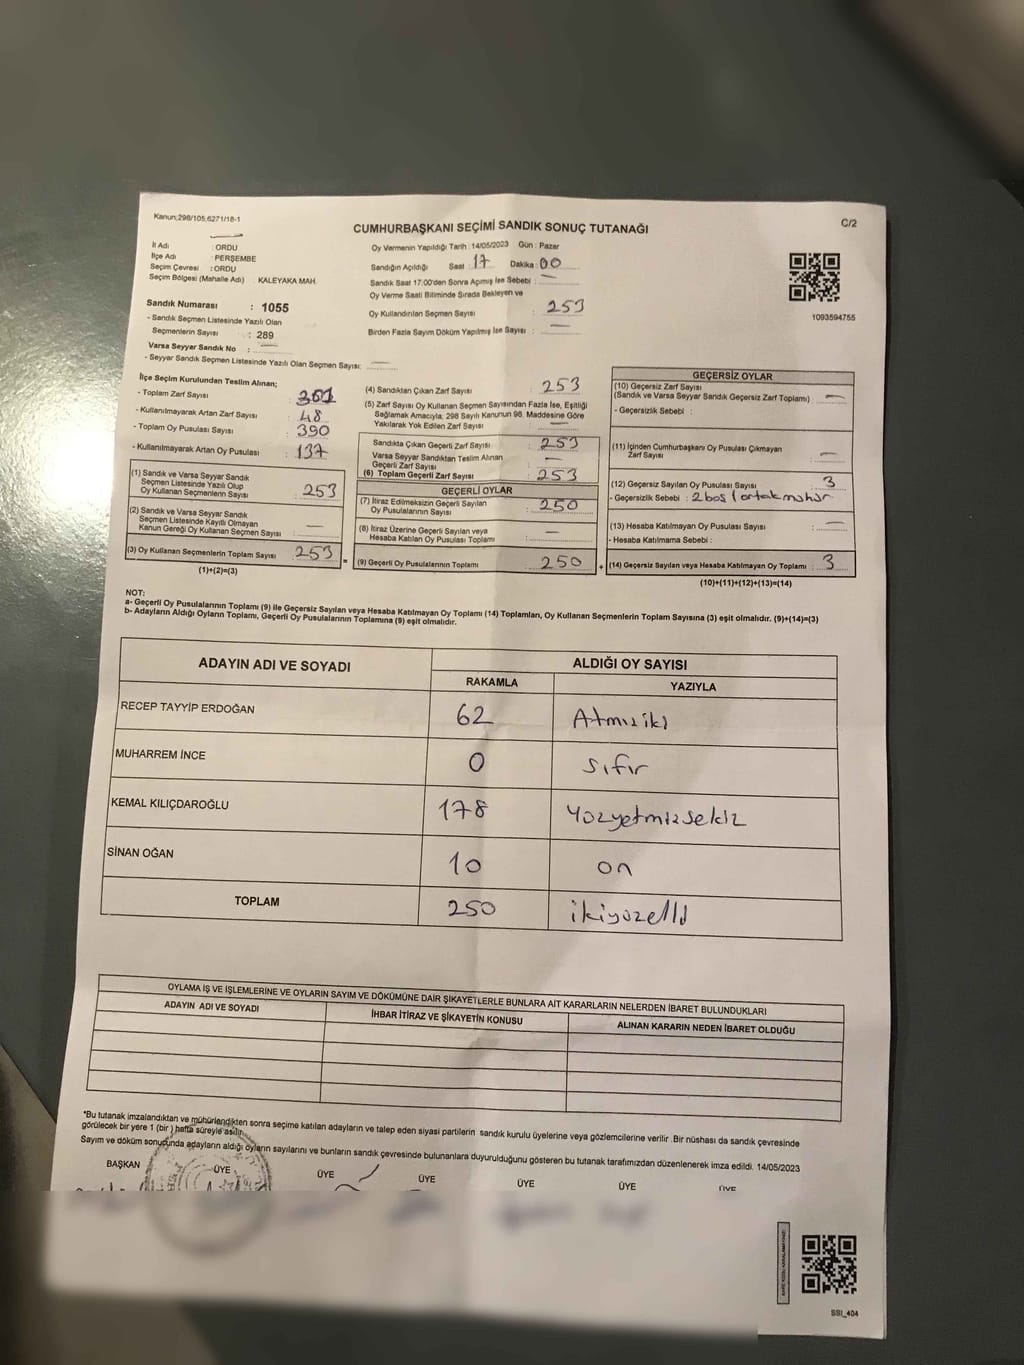 Kanun;298/105,6271/18-1
CUMHURBAŞKANI SEÇİMİ SANDIK SONUÇ TUTANAĞI
C/2
İl Adı : ORDU
İlçe Adı : PERŞEMBE
Seçim Çevresi : ORDU
Seçim Bölgesi (Mahalle Adı) : KALEYAKA MAH.
Oy Vermenin Yapıldığı Tarih : 14/05/2023 Gün : Pazar
Sandığın Açıldığı Saat 17 Dakika : 00
Sandık Saat 17:00'den Sonra Açmış İse Sebebi : —
Oy Verme Saati Bitiminde Sırada Bekleyen ve
Oy Kullandırılan Seçmen Sayısı : 253
Birden Fazla Sayım Döküm Yapılmış İse Sayısı : —
1093594755
Sandık Numarası : 1055
- Sandık Seçmen Listesinde Yazılı Olan
Seçmenlerin Sayısı : 289
Varsa Seyyar Sandık No : —
- Seyyar Sandık Seçmen Listesinde Yazılı Olan Seçmen Sayısı: —
İlçe Seçim Kurulundan Teslim Alınan;
- Toplam Zarf Sayısı : 301
- Kullanılmayarak Artan Zarf Sayısı : 48
- Toplam Oy Pusulası Sayısı : 390
- Kullanılmayarak Artan Oy Pusulası : 137
(1) Sandık ve Varsa Seyyar Sandık
Seçmen Listesinde Yazılı Olup
Oy Kullanan Seçmenlerin Sayısı : 253
(2) Sandık ve Varsa Seyyar Sandık
Seçmen Listesinde Kayıtlı Olmayan
Kanun Gereği Oy Kullanan Seçmen Sayısı : —
(3) Oy Kullanan Seçmenlerin Toplam Sayısı : 253
(1)+(2)=(3)
(4) Sandıktan Çıkan Zarf Sayısı : 253
(5) Zarf Sayısı Oy Kullanan Seçmen Sayısından Fazla İse, Eşitliği
Sağlamak Amacıyla, 298 Sayılı Kanunun 98. Maddesine Göre
Yakılarak Yok Edilen Zarf Sayısı : —
Sandıkta Çıkan Geçerli Zarf Sayısı : 253
Varsa Seyyar Sandıktan Teslim Alınan
Geçerli Zarf Sayısı : —
(6) Toplam Geçerli Zarf Sayısı : 253
GEÇERLİ OYLAR
(7) İtiraz Edilmeksizin Geçerli Sayılan
Oy Pusulalarının Sayısı : 250
(8) İtiraz Üzerine Geçerli Sayılan veya
Hesaba Katılan Oy Pusulası Toplamı : —
= (9) Geçerli Oy Pusulalarının Toplamı : 250
GEÇERSİZ OYLAR
(10) Geçersiz Zarf Sayısı
(Sandık ve Varsa Seyyar Sandık Geçersiz Zarf Toplamı) : —
- Geçersizlik Sebebi :
(11) İçinden Cumhurbaşkanı Oy Pusulası Çıkmayan
Zarf Sayısı : —
(12) Geçersiz Sayılan Oy Pusulası Sayısı : 3
- Geçersizlik Sebebi : 2 boş 1 ortak mühür
(13) Hesaba Katılmayan Oy Pusulası Sayısı : —
- Hesaba Katılmama Sebebi :
+ (14) Geçersiz Sayılan veya Hesaba Katılmayan Oy Toplamı : 3
(10)+(11)+(12)+(13)=(14)
NOT:
a- Geçerli Oy Pusulalarının Toplamı (9) ile Geçersiz Sayılan veya Hesaba Katılmayan Oy Toplamı (14) Toplamları, Oy Kullanan Seçmenlerin Toplam Sayısına (3) eşit olmalıdır. (9)+(14)=(3)
b- Adayların Aldığı Oyların Toplamı, Geçerli Oy Pusulalarının Toplamına (9) eşit olmalıdır.
ADAYIN ADI VE SOYADI
ALDIĞI OY SAYISI
RAKAMLA YAZIYLA
RECEP TAYYİP ERDOĞAN 62 Atmışiki
MUHARREM İNCE 0 sıfır
KEMAL KILIÇDAROĞLU 178 Yüzyetmişsekiz
SİNAN OĞAN 10 on
TOPLAM 250 ikiyüzelli
OYLAMA İŞ VE İŞLEMLERİNE VE OYLARIN SAYIM VE DÖKÜMÜNE DAİR ŞİKAYETLERLE BUNLARA AİT KARARLARIN NELERDEN İBARET BULUNDUKLARI
ADAYIN ADI VE SOYADI İHBAR İTİRAZ VE ŞİKAYETİN KONUSU ALINAN KARARIN NEDEN İBARET OLDUĞU
*Bu tutanak imzalandıktan ve mühürlendikten sonra seçime katılan adayların ve talep eden siyasi partilerin sandık kurulu üyelerine veya gözlemcilerine verilir. Bir nüshası da sandık çevresinde
görülecek bir yere 1 (bir) hafta süreyle asılır.
Sayım ve döküm sonucunda adayların aldığı oyların sayılarını ve bunların sandık çevresinde bulunanlara duyurulduğunu gösteren bu tutanak tarafımızdan düzenlenerek imza edildi. 14/05/2023
BAŞKAN ÜYE ÜYE ÜYE ÜYE ÜYE ÜYE
SSI_404